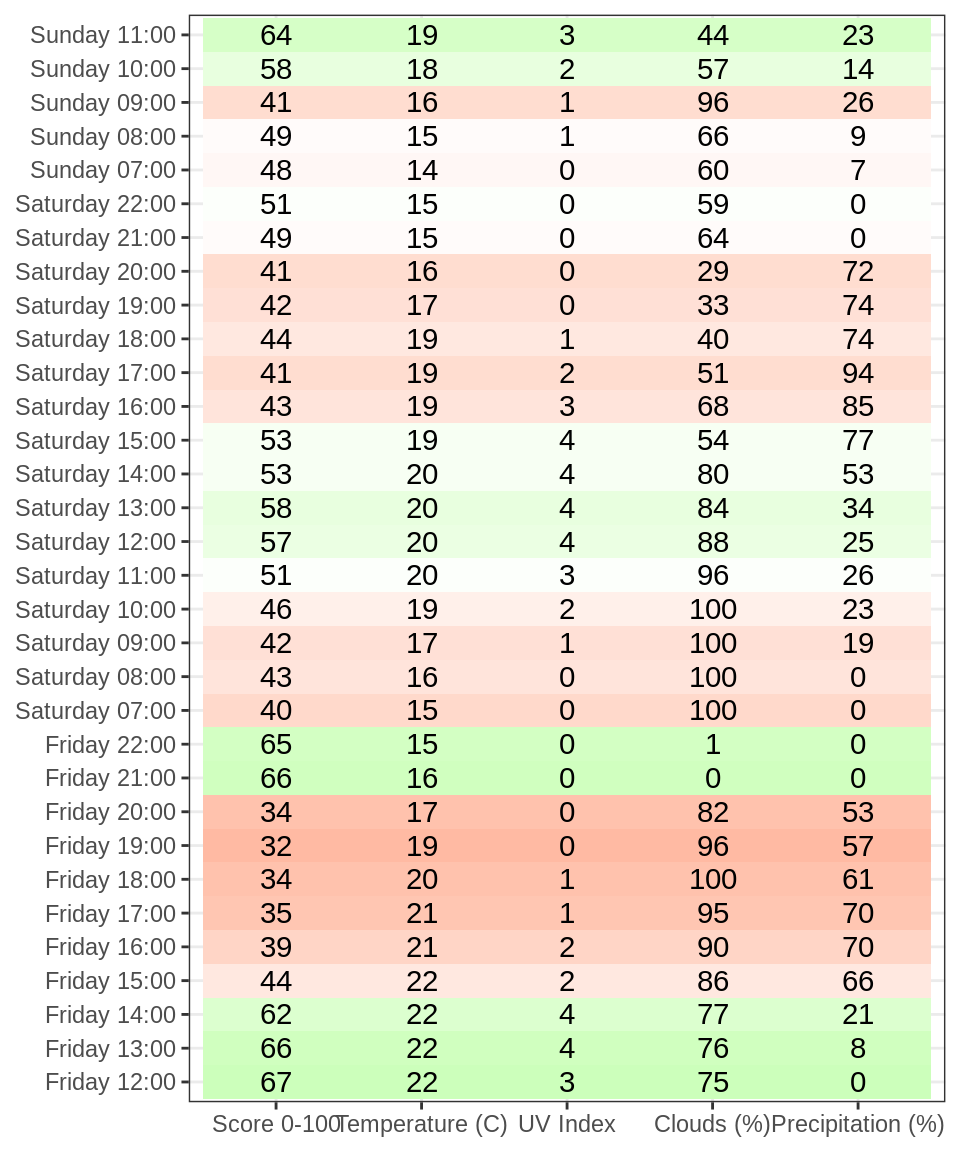 Sunday 11:00 64 19 3 44 23
Sunday 10:00 58 18 2 57 14
Sunday 09:00 41 16 1 96 26
Sunday 08:00 49 15 1 66 9
Sunday 07:00 48 14 0 60 7
Saturday 22:00 51 15 0 59 0
Saturday 21:00 49 15 0 64 0
Saturday 20:00 41 16 0 29 72
Saturday 19:00 42 17 0 33 74
Saturday 18:00 44 19 1 40 74
Saturday 17:00 41 19 2 51 94
Saturday 16:00 43 19 3 68 85
Saturday 15:00 53 19 4 54 77
Saturday 14:00 53 20 4 80 53
Saturday 13:00 58 20 4 84 34
Saturday 12:00 57 20 4 88 25
Saturday 11:00 51 20 3 96 26
Saturday 10:00 46 19 2 100 23
Saturday 09:00 42 17 1 100 19
Saturday 08:00 43 16 0 100 0
Saturday 07:00 40 15 0 100 0
Friday 22:00 65 15 0 1 0
Friday 21:00 66 16 0 0 0
Friday 20:00 34 17 0 82 53
Friday 19:00 32 19 0 96 57
Friday 18:00 34 20 1 100 61
Friday 17:00 35 21 1 95 70
Friday 16:00 39 21 2 90 70
Friday 15:00 44 22 2 86 66
Friday 14:00 62 22 4 77 21
Friday 13:00 66 22 4 76 8
Friday 12:00 67 22 3 75 0
Score 0-100 Temperature (C) UV Index Clouds (%) Precipitation (%)